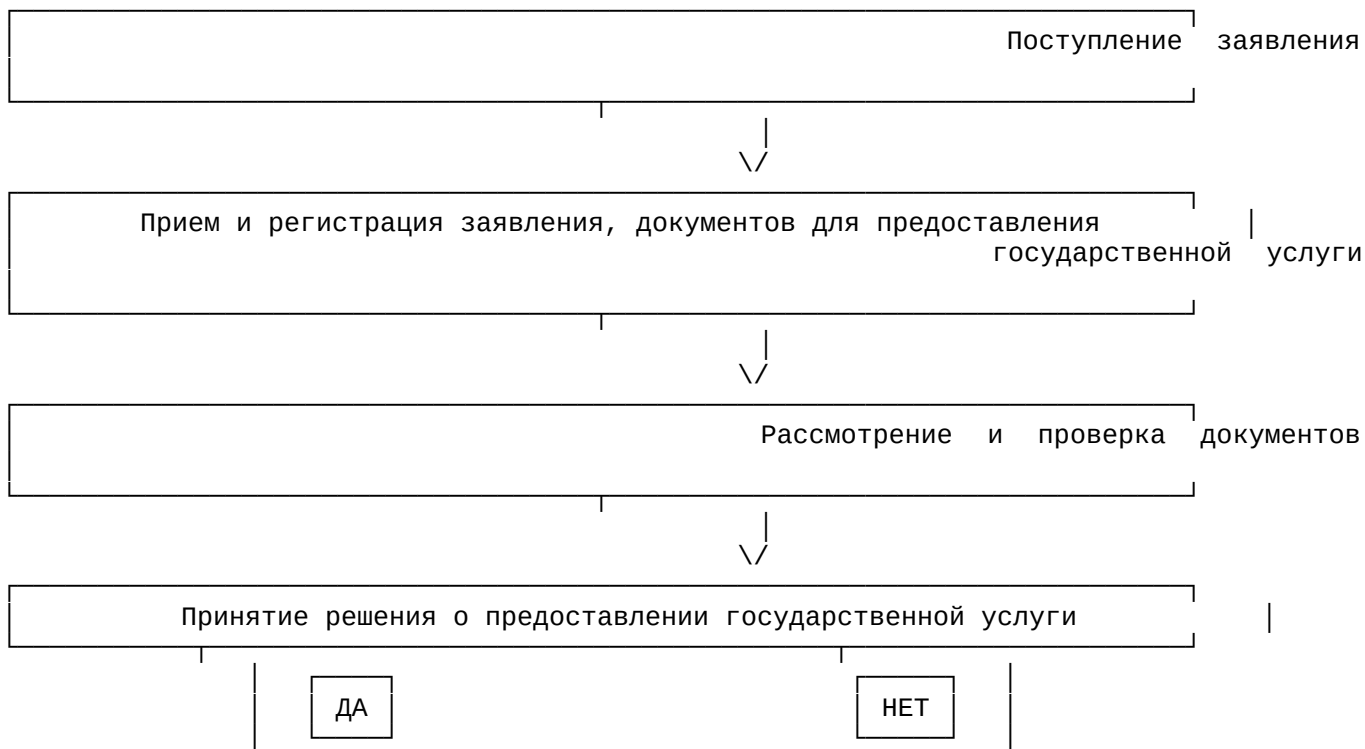 Поступление заявления
Прием и регистрация заявления, документов для предоставления
государственной услуги
Рассмотрение и проверка документов
Принятие решения о предоставлении государственной услуги
ДА НЕТ